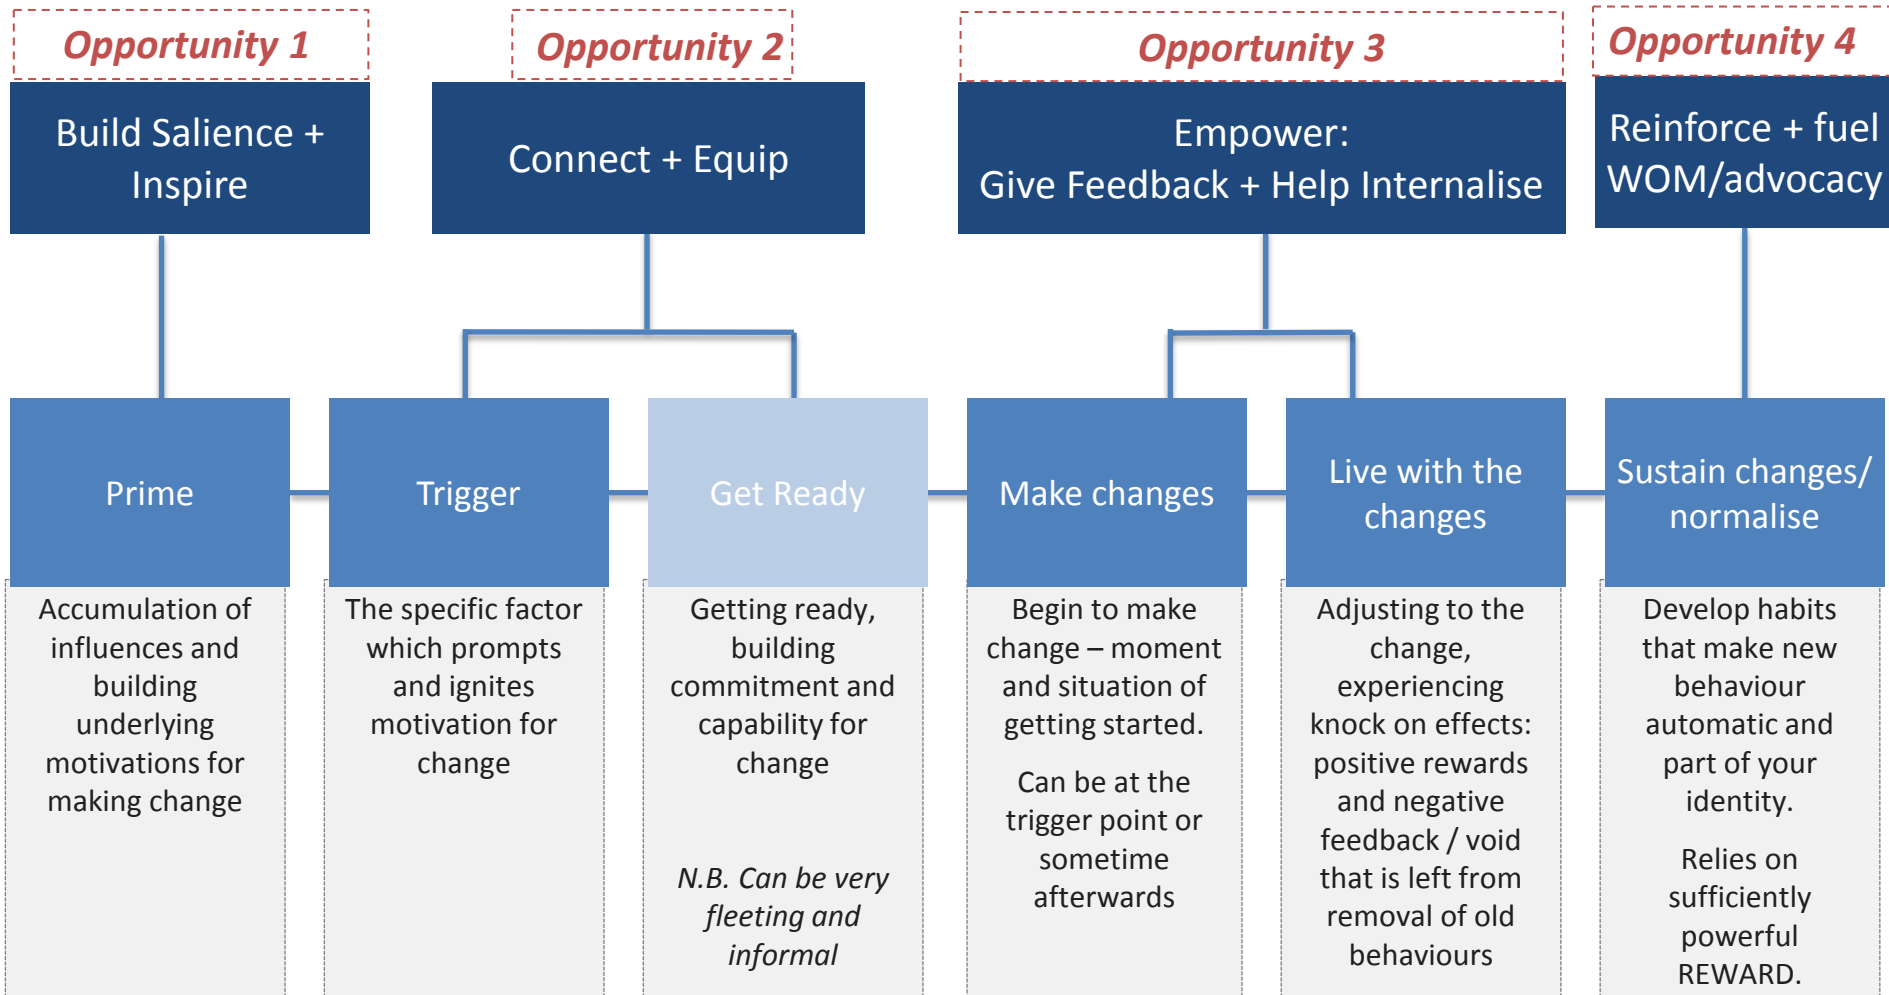 Opportunity 1
Opportunity 2
Opportunity 3
Opportunity 4
Build Salience +
Inspire
Connect + Equip
Empower:
Give Feedback + Help Internalise
Reinforce + fuel
WOM/advocacy
Prime
Trigger
Get Ready
Make changes
Live with the
changes
Sustain changes/
normalise
Accumulation of
influences and
building
underlying
motivations for
making change
The specific factor
which prompts
and ignites
motivation for
change
Getting ready,
building
commitment and
capability for
change
N.B. Can be very
fleeting and
informal
Begin to make
change – moment
and situation of
getting started.
Can be at the
trigger point or
sometime
afterwards
Adjusting to the
change,
experiencing
knock on effects:
positive rewards
and negative
feedback / void
that is left from
removal of old
behaviours
Develop habits
that make new
behaviour
automatic and
part of your
identity.
Relies on
sufficiently
powerful
REWARD.